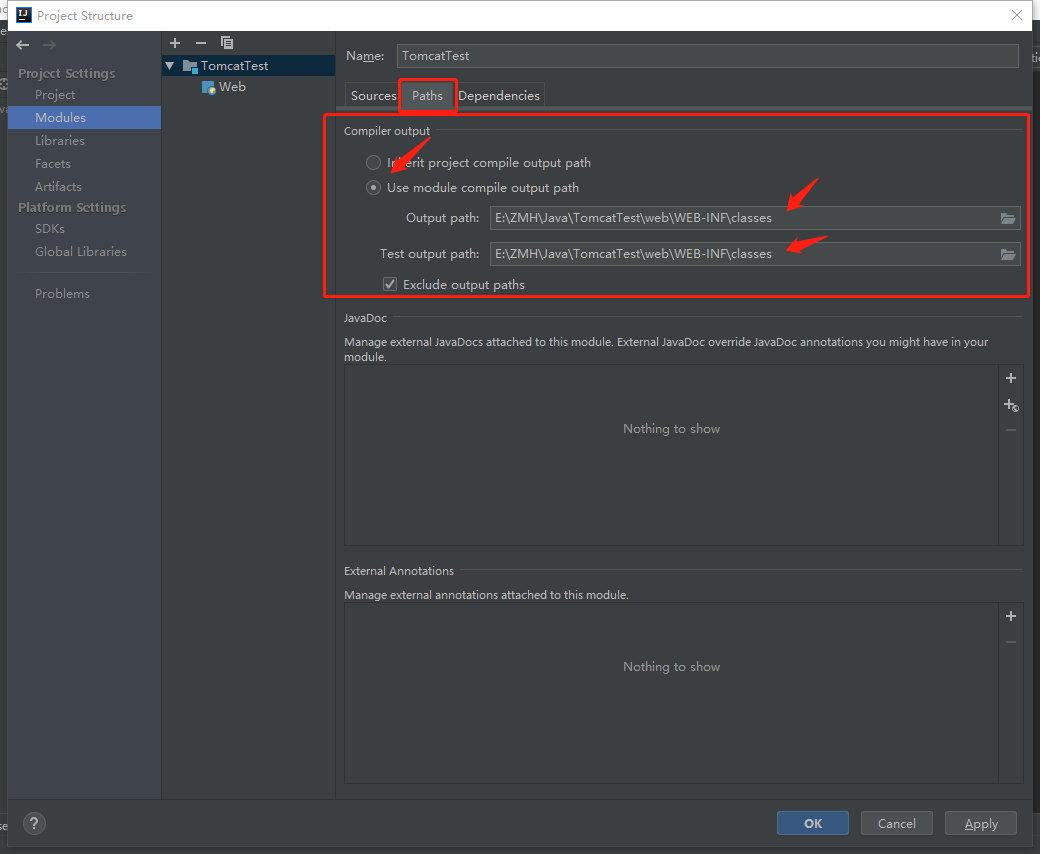 Project Structure
Project Settings
Project
Modules
Libraries
Facets
Artifacts
Platform Settings
SDKs
Global Libraries
Problems
TomcatTest
Web
Name: TomcatTest
Sources Paths Dependencies
Compiler output
Inherit project compile output path
Use module compile output path
Output path: E:\ZMH\Java\TomcatTest\web\WEB-INF\classes
Test output path: E:\ZMH\Java\TomcatTest\web\WEB-INF\classes
Exclude output paths
JavaDoc
Manage external JavaDocs attached to this module. External JavaDoc override JavaDoc annotations you might have in your
module.
Nothing to show
External Annotations
Manage external annotations attached to this module.
Nothing to show
?
OK Cancel Apply